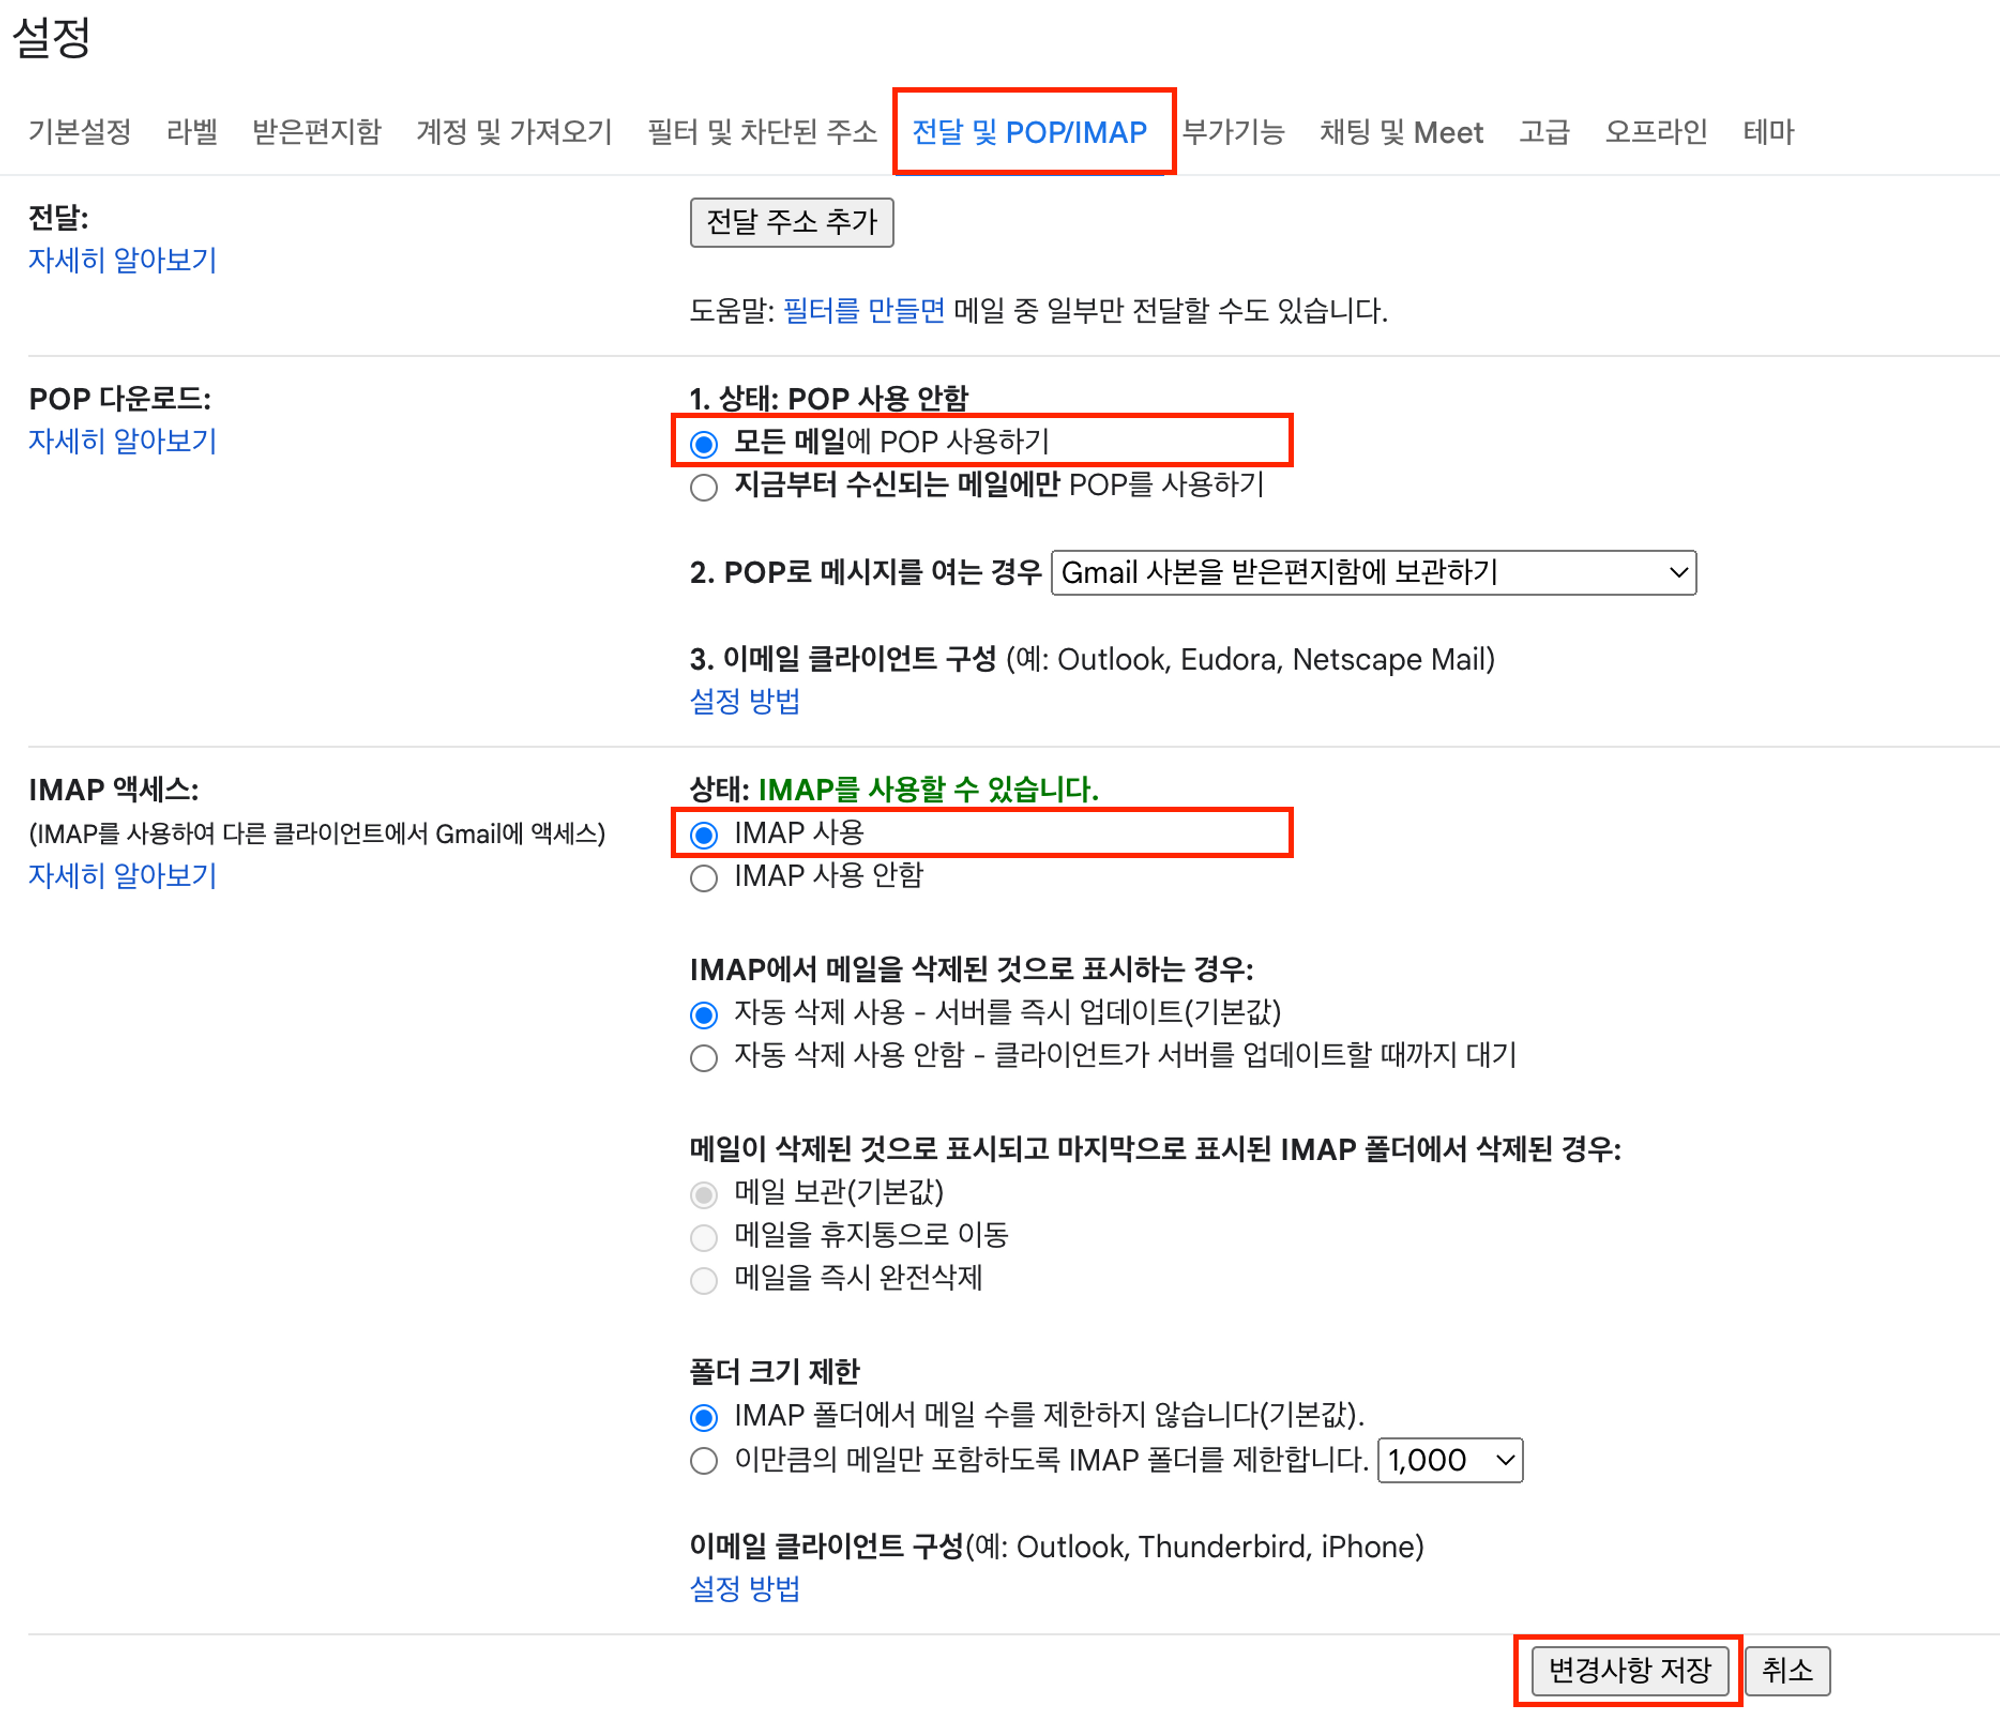 설정
기본설정 라벨 받은편지함 계정 및 가져오기 필터 및 차단된 주소 전달 및 POP/IMAP 부가기능 채팅 및 Meet 고급 오프라인 테마
전달:
자세히 알아보기
전달 주소 추가
도움말: 필터를 만들면 메일 중 일부만 전달할 수도 있습니다.
POP 다운로드:
자세히 알아보기
1. 상태: POP 사용 안함
모든 메일에 POP 사용하기
지금부터 수신되는 메일에만 POP를 사용하기
2. POP로 메시지를 여는 경우 Gmail 사본을 받은편지함에 보관하기
3. 이메일 클라이언트 구성 (예: Outlook, Eudora, Netscape Mail)
설정 방법
IMAP 액세스:
(IMAP를 사용하여 다른 클라이언트에서 Gmail에 액세스)
자세히 알아보기
상태: IMAP를 사용할 수 있습니다.
IMAP 사용
IMAP 사용 안함
IMAP에서 메일을 삭제된 것으로 표시하는 경우:
자동 삭제 사용 - 서버를 즉시 업데이트(기본값)
자동 삭제 사용 안함 - 클라이언트가 서버를 업데이트할 때까지 대기
메일이 삭제된 것으로 표시되고 마지막으로 표시된 IMAP 폴더에서 삭제된 경우:
메일 보관(기본값)
메일을 휴지통으로 이동
메일을 즉시 완전삭제
폴더 크기 제한
IMAP 폴더에서 메일 수를 제한하지 않습니다(기본값).
이만큼의 메일만 포함하도록 IMAP 폴더를 제한합니다. 1,000
이메일 클라이언트 구성(예: Outlook, Thunderbird, iPhone)
설정 방법
변경사항 저장 취소